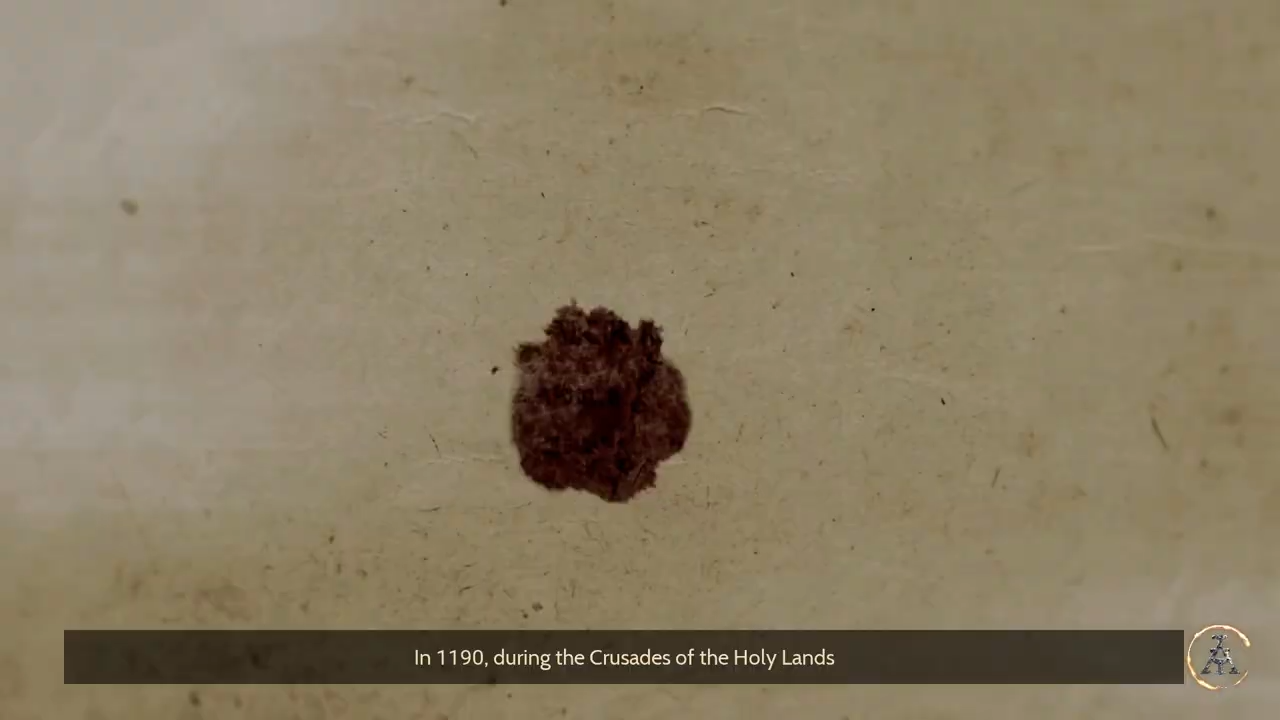 In 1190, during the Crusades of the Holy Lands